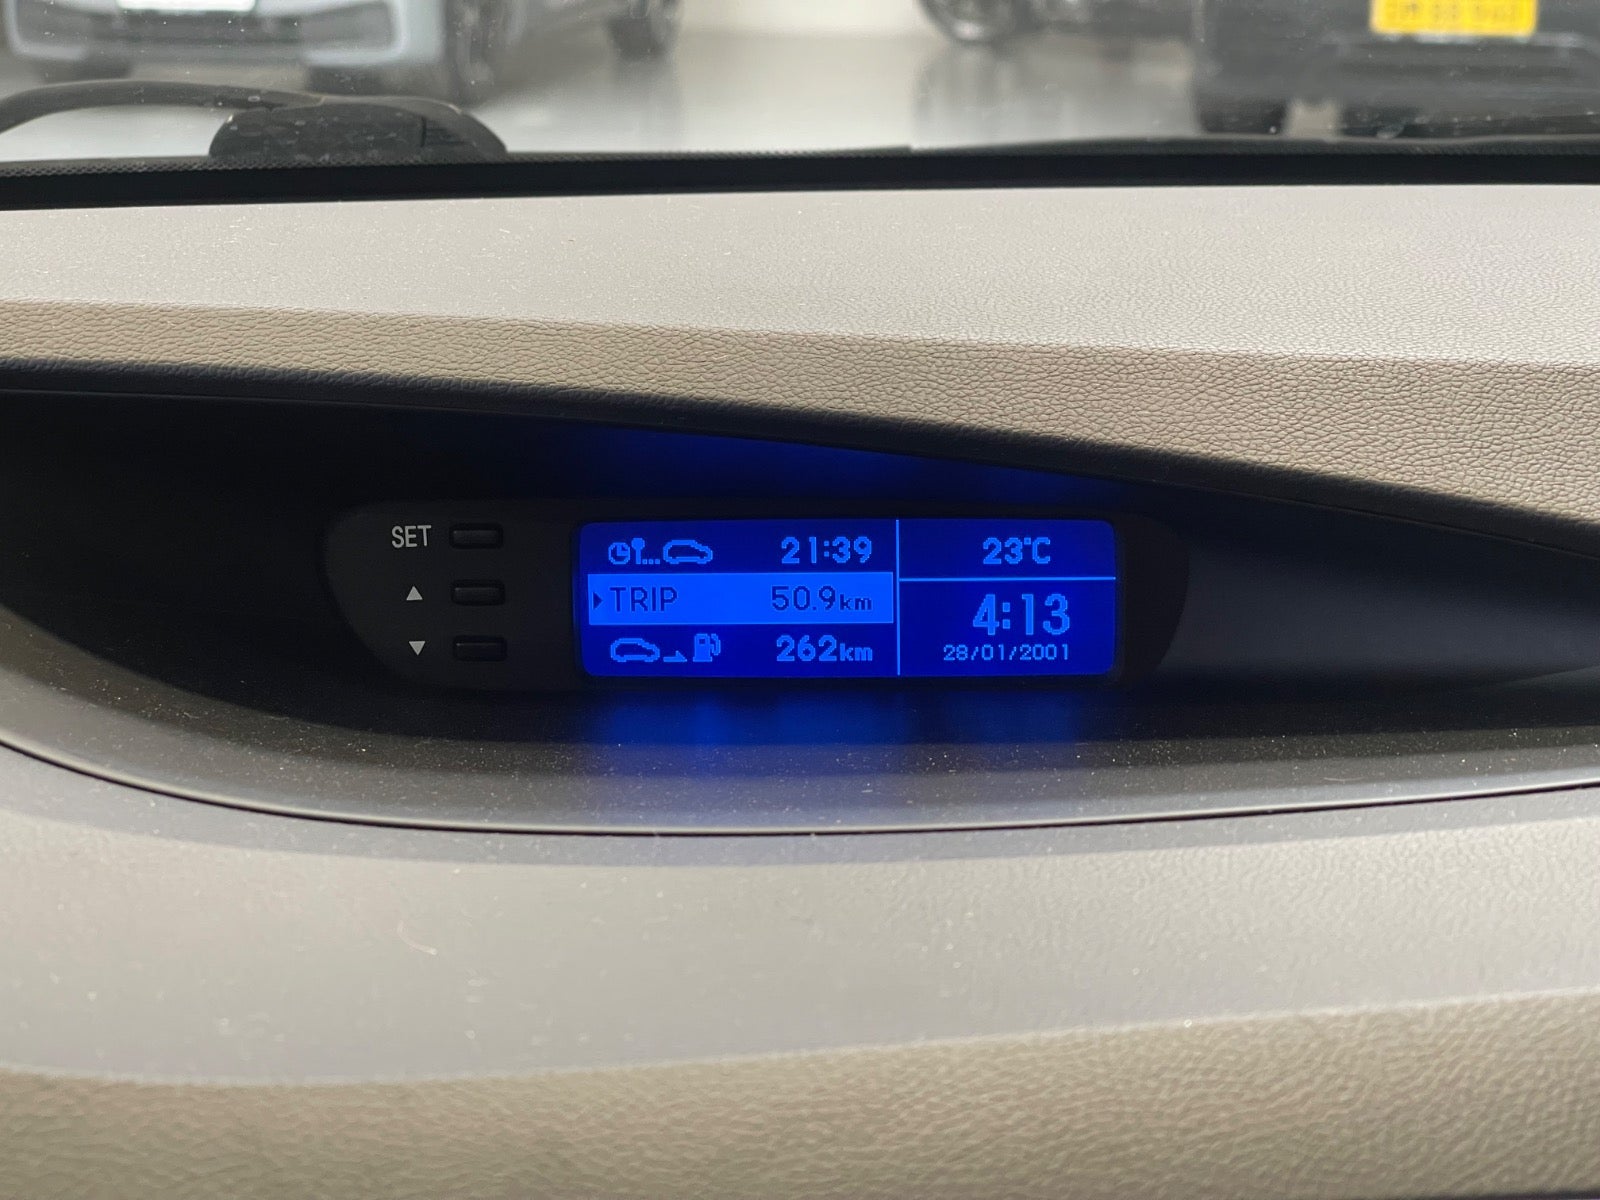 SET
21:39
TRIP 50.9km
262km
23°C
4:13
28/01/2001